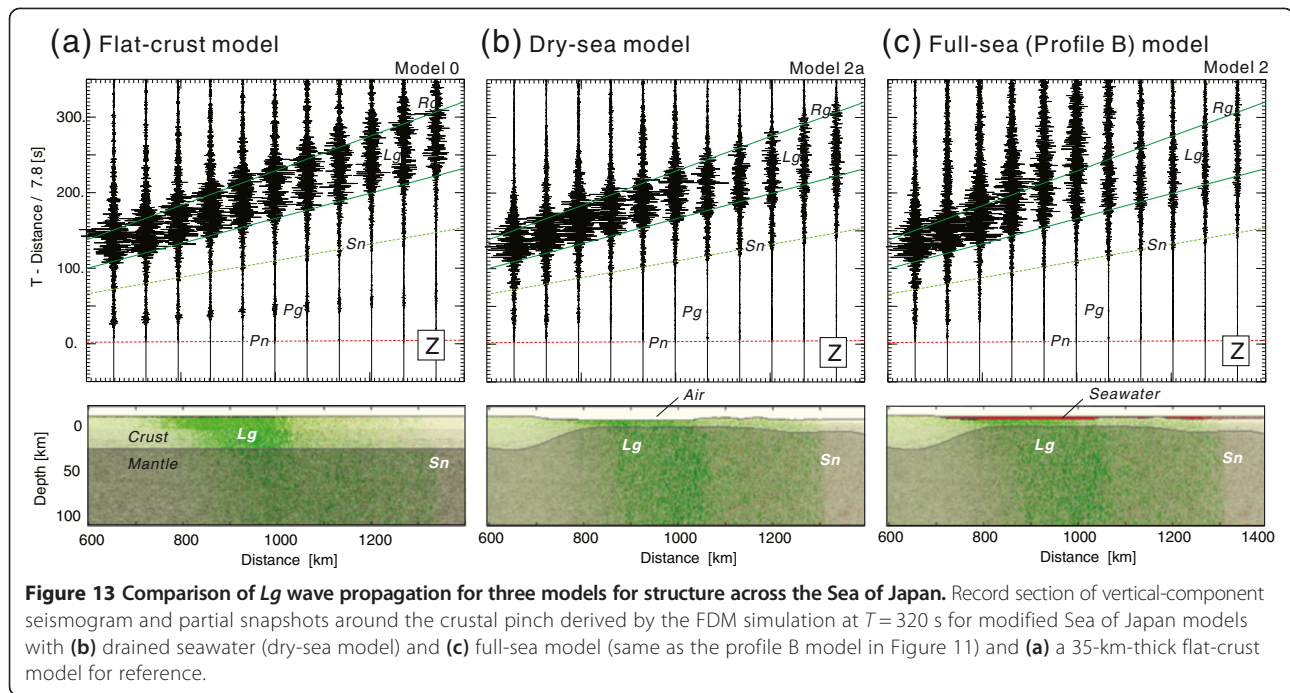 (a) Flat-crust model
Model 0
(b) Dry-sea model
Model 2a
(c) Full-sea (Profile B) model
Model 2
T - Distance / 7.8 [s]
300.
200.
100.
0.
Rg
Lg
Sn
Pg
Pn
Z
Rg
Lg
Sn
Pg
Pn
Z
Rg
Lg
Sn
Pg
Pn
Z
Air
Seawater
Depth [km]
0
50
100
Crust
Mantle
Lg
Sn
Lg
Sn
Lg
Sn
600 800 1000 1200
600 800 1000 1200
600 800 1000 1200 1400
Distance [km]
Distance [km]
Distance [km]
Figure 13 Comparison of Lg wave propagation for three models for structure across the Sea of Japan. Record section of vertical-component
seismogram and partial snapshots around the crustal pinch derived by the FDM simulation at T = 320 s for modified Sea of Japan models
with (b) drained seawater (dry-sea model) and (c) full-sea model (same as the profile B model in Figure 11) and (a) a 35-km-thick flat-crust
model for reference.